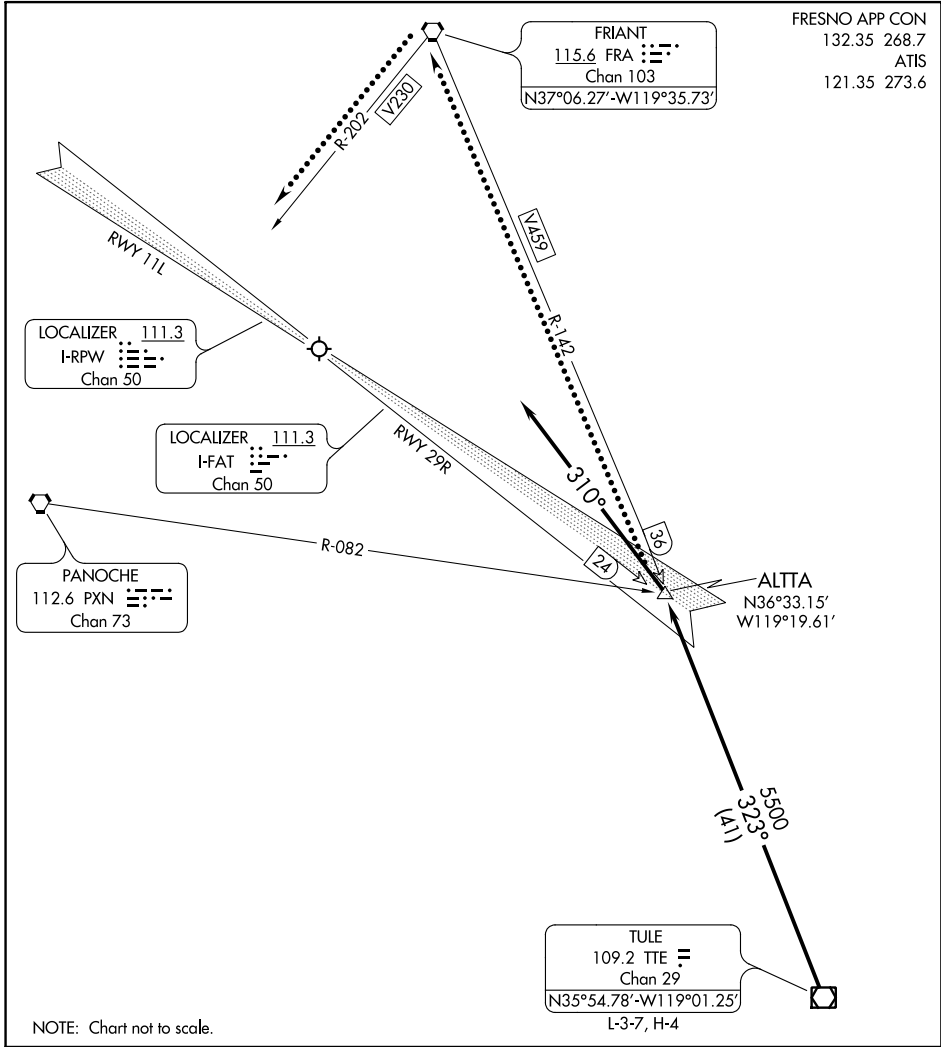 FRESNO APP CON
132.35 268.7
ATIS
121.35 273.6
FRIANT
115.6 FRA
Chan 103
N37°06.27'-W119°35.73'
R-202
V230
V459
R-142
RWY 11L
LOCALIZER 111.3
I-RPW
Chan 50
LOCALIZER 111.3
I-FAT
Chan 50
RWY 29R
310°
36
24
R-082
PANOCHE
112.6 PXN
Chan 73
ALTTA
N36°33.15'
W119°19.61'
5500
323°
(41)
TULE
109.2 TTE
Chan 29
N35°54.78'-W119°01.25'
L-3-7, H-4
NOTE: Chart not to scale.